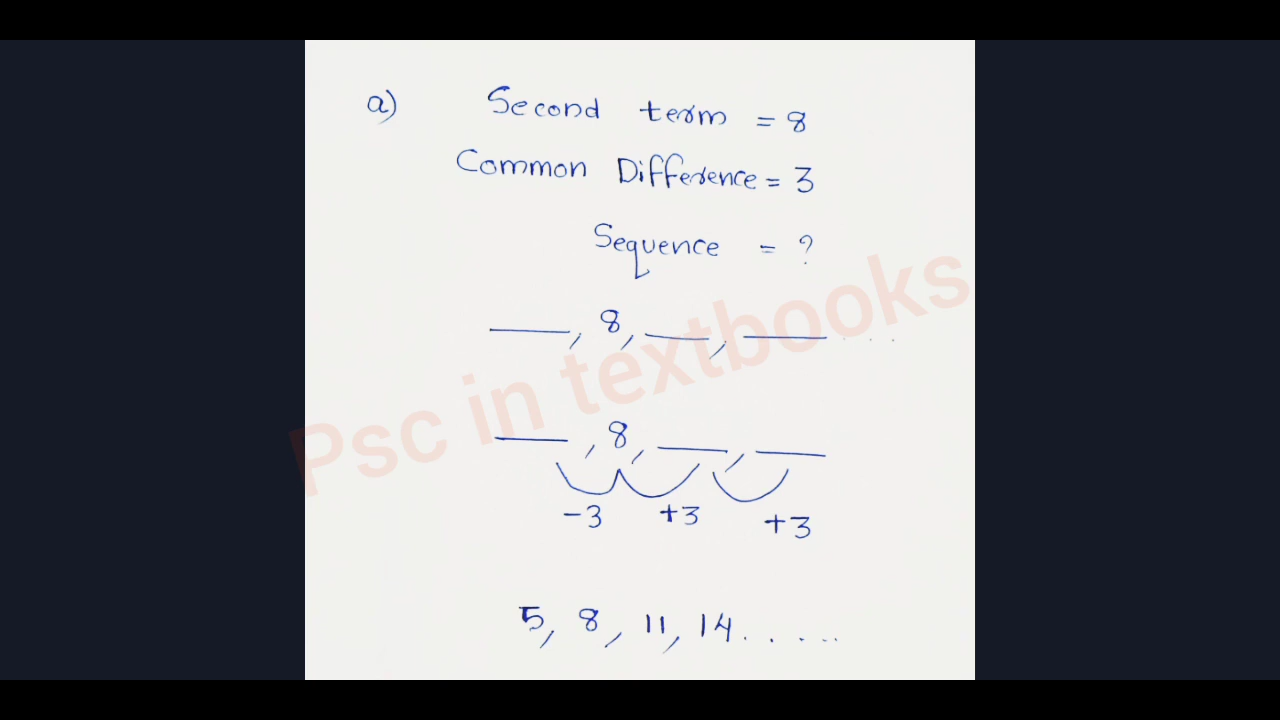 a) Second term = 8
Common Difference = 3
Sequence = ?
___, 8, ___, ___ . . .
___, 8, ___, ___
-3 +3 +3
5, 8, 11, 14 . . . . .
Psc in textbooks